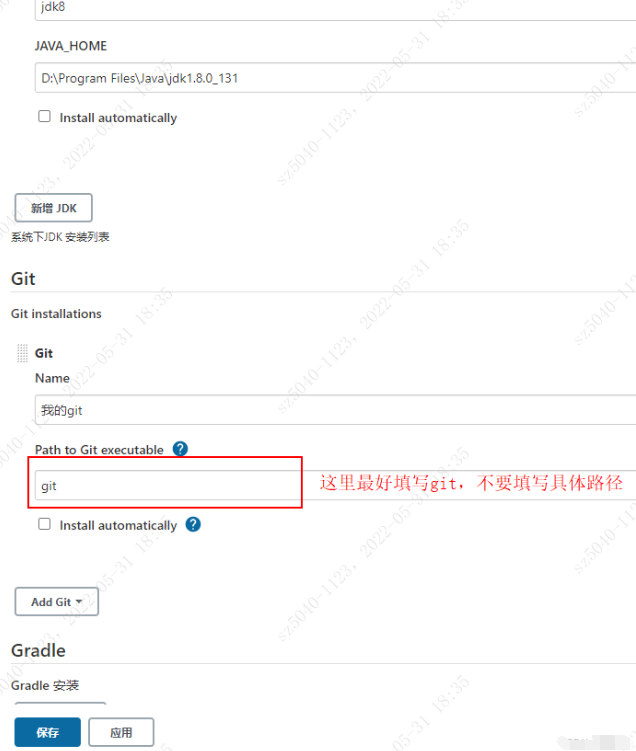 jdk8
JAVA_HOME
D:\Program Files\Java\jdk1.8.0_131
Install automatically
新增 JDK
系统下JDK 安装列表
Git
Git installations
Git
Name
我的git
Path to Git executable ?
git
这里最好填写git，不要填写具体路径
Install automatically ?
Add Git
Gradle
Gradle 安装
保存
应用
sz5040-1123，2022-05-31 18:35